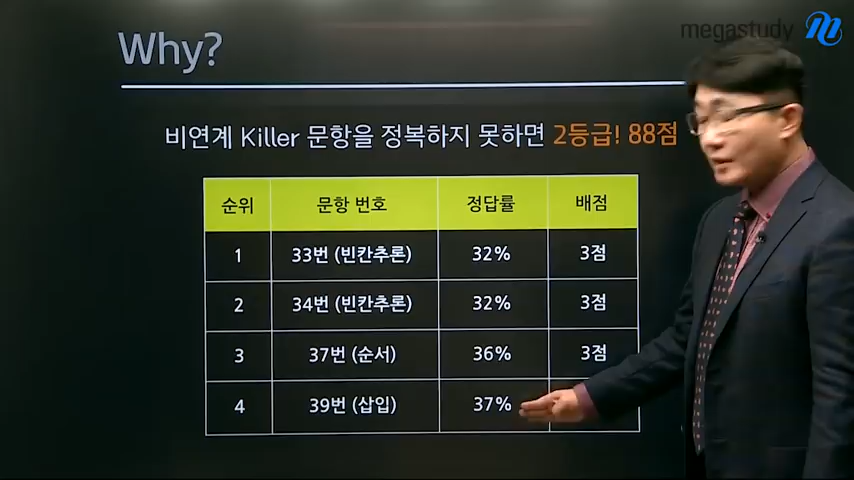 megastudy
Why?
비연계 Killer 문항을 정복하지 못하면 2등급! 88점
순위 문항 번호 정답률 배점
1 33번 (빈칸추론) 32% 3점
2 34번 (빈칸추론) 32% 3점
3 37번 (순서) 36% 3점
4 39번 (삽입) 37%